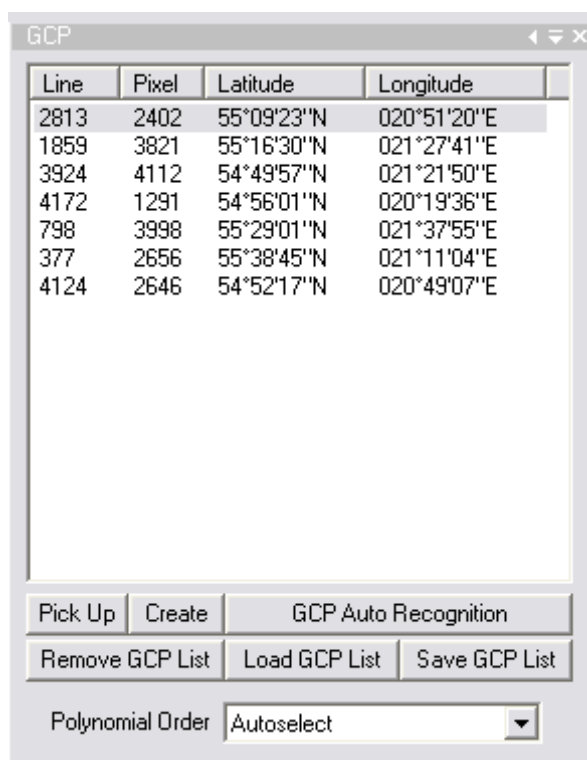 GCP
Line Pixel Latitude Longitude
2813 2402 55°09'23''N 020°51'20''E
1859 3821 55°16'30''N 021°27'41''E
3924 4112 54°49'57''N 021°21'50''E
4172 1291 54°56'01''N 020°19'36''E
798 3998 55°29'01''N 021°37'55''E
377 2656 55°38'45''N 021°11'04''E
4124 2646 54°52'17''N 020°49'07''E
Pick Up Create GCP Auto Recognition
Remove GCP List Load GCP List Save GCP List
Polynomial Order Autoselect